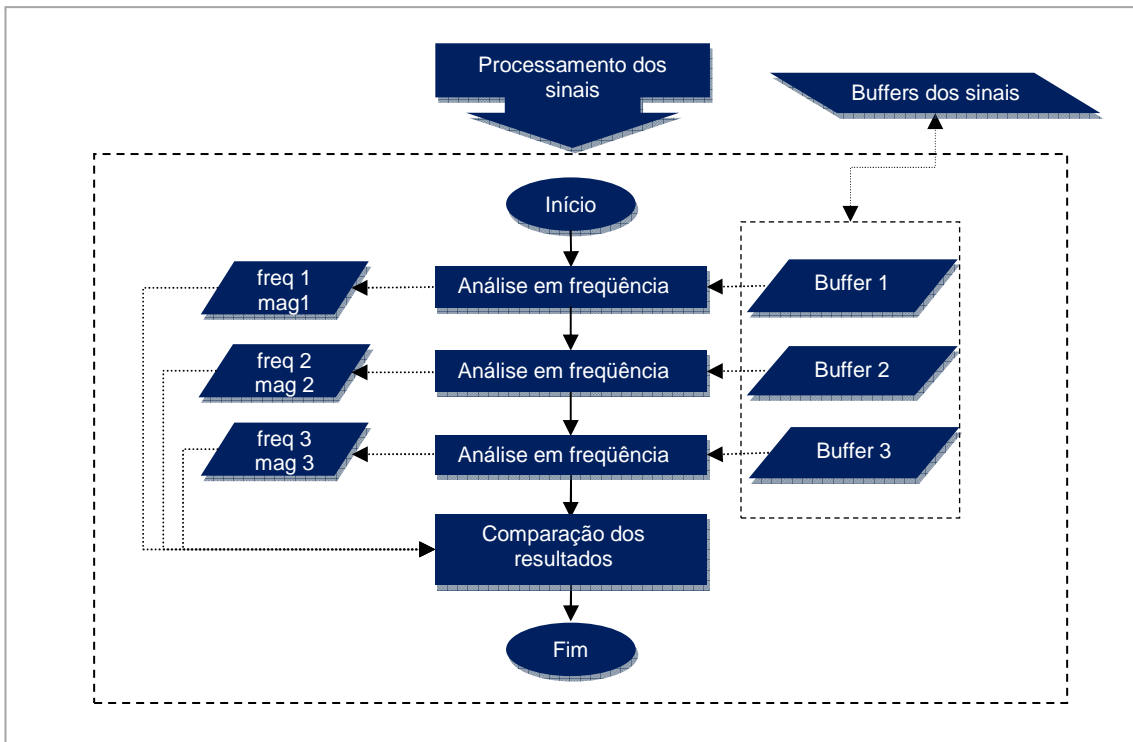 Processamento dos
sinais
Buffers dos sinais
Início
freq 1
mag1
Análise em freqüência
Buffer 1
freq 2
mag 2
Análise em freqüência
Buffer 2
freq 3
mag 3
Análise em freqüência
Buffer 3
Comparação dos
resultados
Fim